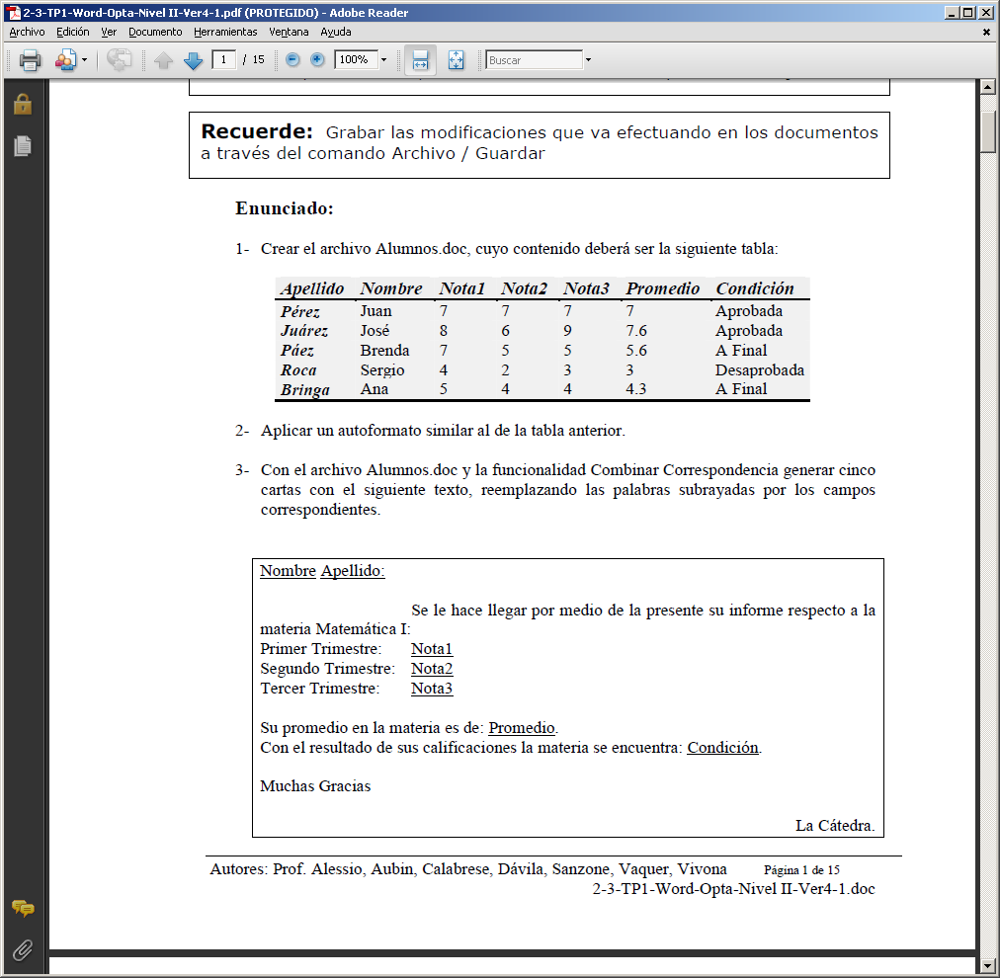 2-3-TP1-Word-Opta-Nivel II-Ver4-1.pdf (PROTEGIDO) - Adobe Reader
Archivo Edición Ver Documento Herramientas Ventana Ayuda
1 / 15 100% Buscar
Recuerde: Grabar las modificaciones que va efectuando en los documentos
a través del comando Archivo / Guardar
Enunciado:
1- Crear el archivo Alumnos.doc, cuyo contenido deberá ser la siguiente tabla:
Apellido Nombre Nota1 Nota2 Nota3 Promedio Condición
Pérez Juan 7 7 7 7 Aprobada
Juárez José 8 6 9 7.6 Aprobada
Páez Brenda 7 5 5 5.6 A Final
Roca Sergio 4 2 3 3 Desaprobada
Bringa Ana 5 4 4 4.3 A Final
2- Aplicar un autoformato similar al de la tabla anterior.
3- Con el archivo Alumnos.doc y la funcionalidad Combinar Correspondencia generar cinco
cartas con el siguiente texto, reemplazando las palabras subrayadas por los campos
correspondientes.
Nombre Apellido:
Se le hace llegar por medio de la presente su informe respecto a la
materia Matemática I:
Primer Trimestre: Nota1
Segundo Trimestre: Nota2
Tercer Trimestre: Nota3
Su promedio en la materia es de: Promedio.
Con el resultado de sus calificaciones la materia se encuentra: Condición.
Muchas Gracias
La Cátedra.
Autores: Prof. Alessio, Aubin, Calabrese, Dávila, Sanzone, Vaquer, Vivona Página 1 de 15
2-3-TP1-Word-Opta-Nivel II-Ver4-1.doc